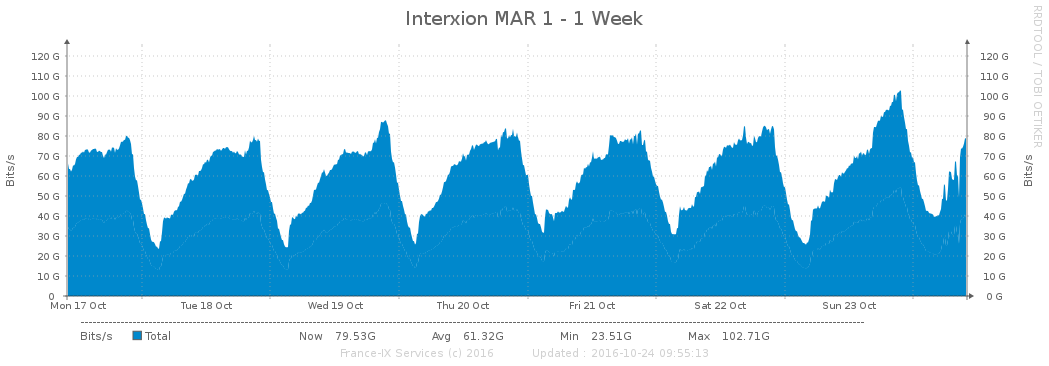 Interxion MAR 1 - 1 Week
RRDTOOL / TOBI OETIKER
Bits/s
120 G 120 G
110 G 110 G
100 G 100 G
90 G 90 G
80 G 80 G
70 G 70 G
60 G 60 G
50 G 50 G
40 G 40 G
30 G 30 G
20 G 20 G
10 G 10 G
0 0 G
Bits/s
Mon 17 Oct Tue 18 Oct Wed 19 Oct Thu 20 Oct Fri 21 Oct Sat 22 Oct Sun 23 Oct
Bits/s Total Now 79.53G Avg 61.32G Min 23.51G Max 102.71G
France-IX Services (c) 2016 Updated : 2016-10-24 09:55:13